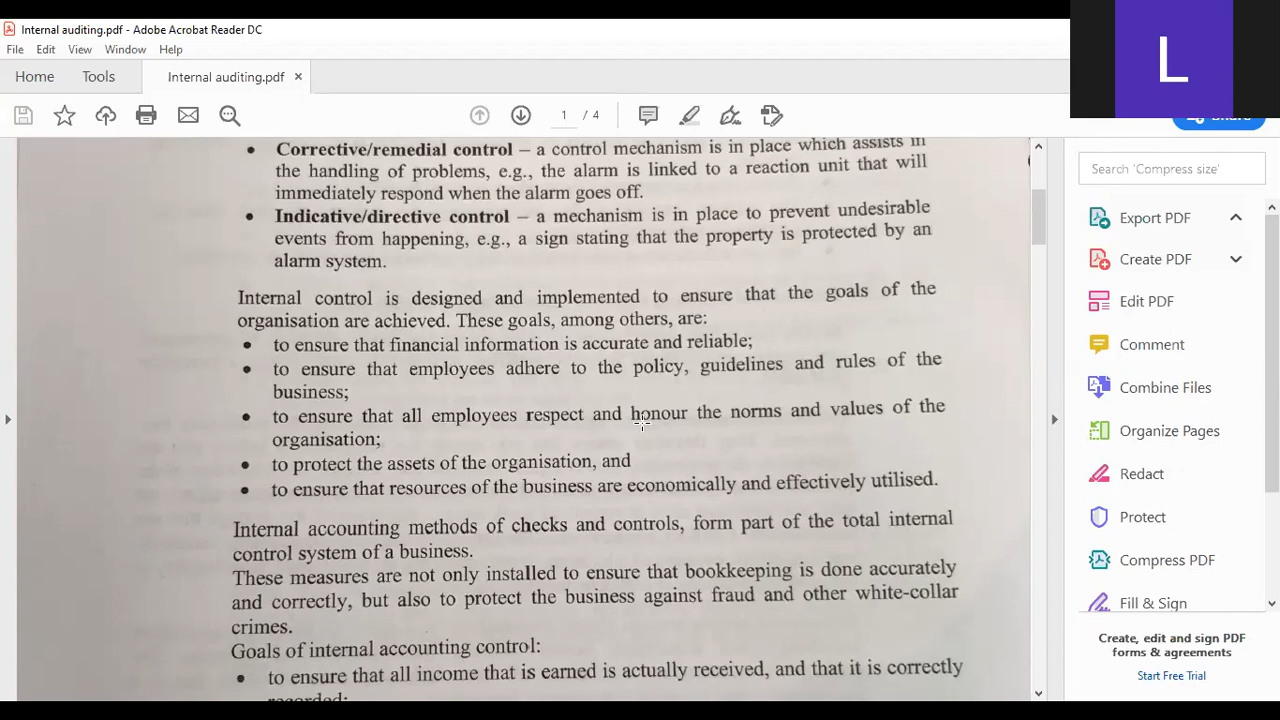 L
Internal auditing.pdf - Adobe Acrobat Reader DC
File Edit View Window Help
Home Tools Internal auditing.pdf ×
1 / 4
Share
• Corrective/remedial control – a control mechanism is in place which assists in
the handling of problems, e.g., the alarm is linked to a reaction unit that will
immediately respond when the alarm goes off.
• Indicative/directive control – a mechanism is in place to prevent undesirable
events from happening, e.g., a sign stating that the property is protected by an
alarm system.
Internal control is designed and implemented to ensure that the goals of the
organisation are achieved. These goals, among others, are:
• to ensure that financial information is accurate and reliable;
• to ensure that employees adhere to the policy, guidelines and rules of the
business;
• to ensure that all employees respect and honour the norms and values of the
organisation;
• to protect the assets of the organisation, and
• to ensure that resources of the business are economically and effectively utilised.
Internal accounting methods of checks and controls, form part of the total internal
control system of a business.
These measures are not only installed to ensure that bookkeeping is done accurately
and correctly, but also to protect the business against fraud and other white-collar
crimes.
Goals of internal accounting control:
• to ensure that all income that is earned is actually received, and that it is correctly
recorded;
Search 'Compress size'
Export PDF
Create PDF
Edit PDF
Comment
Combine Files
Organize Pages
Redact
Protect
Compress PDF
Fill & Sign
Create, edit and sign PDF
forms & agreements
Start Free Trial